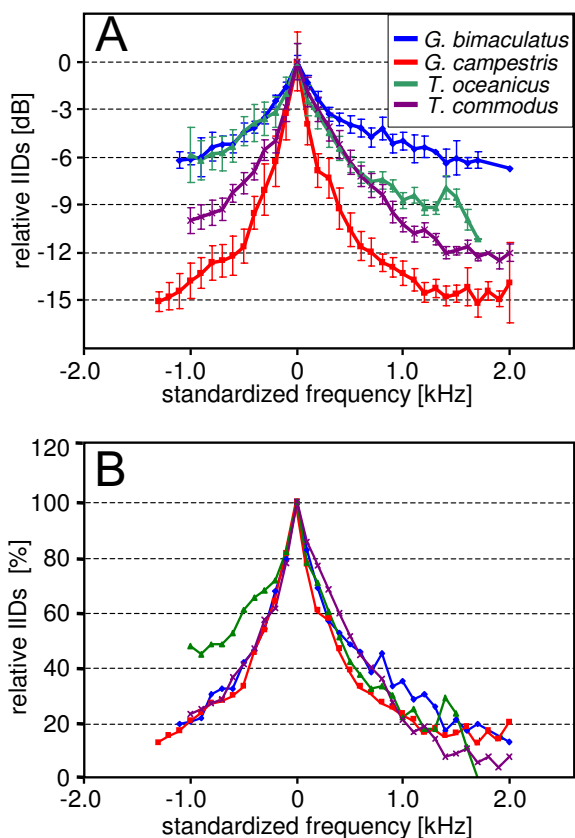 A
G. bimaculatus
G. campestris
T. oceanicus
T. commodus
relative IIDs [dB]
0
-3
-6
-9
-12
-15
-2.0
-1.0
0
1.0
2.0
standardized frequency [kHz]
B
relative IIDs [%]
120
100
80
60
40
20
0
-2.0
-1.0
0
1.0
2.0
standardized frequency [kHz]